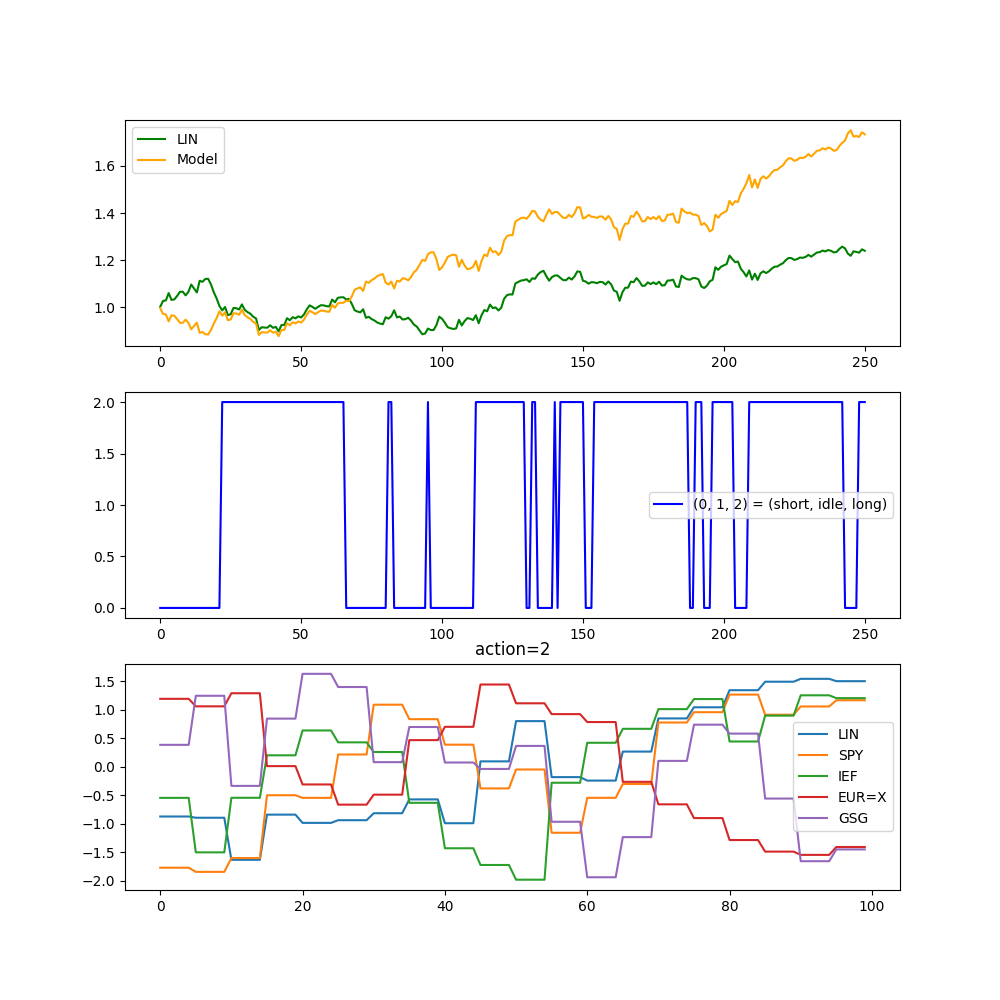 LIN
Model
1.6
1.4
1.2
1.0
0 50 100 150 200 250
2.0
1.5
1.0
0.5
0.0
(0, 1, 2) = (short, idle, long)
0 50 100 150 200 250
action=2
1.5
1.0
0.5
0.0
−0.5
−1.0
−1.5
−2.0
LIN
SPY
IEF
EUR=X
GSG
0 20 40 60 80 100